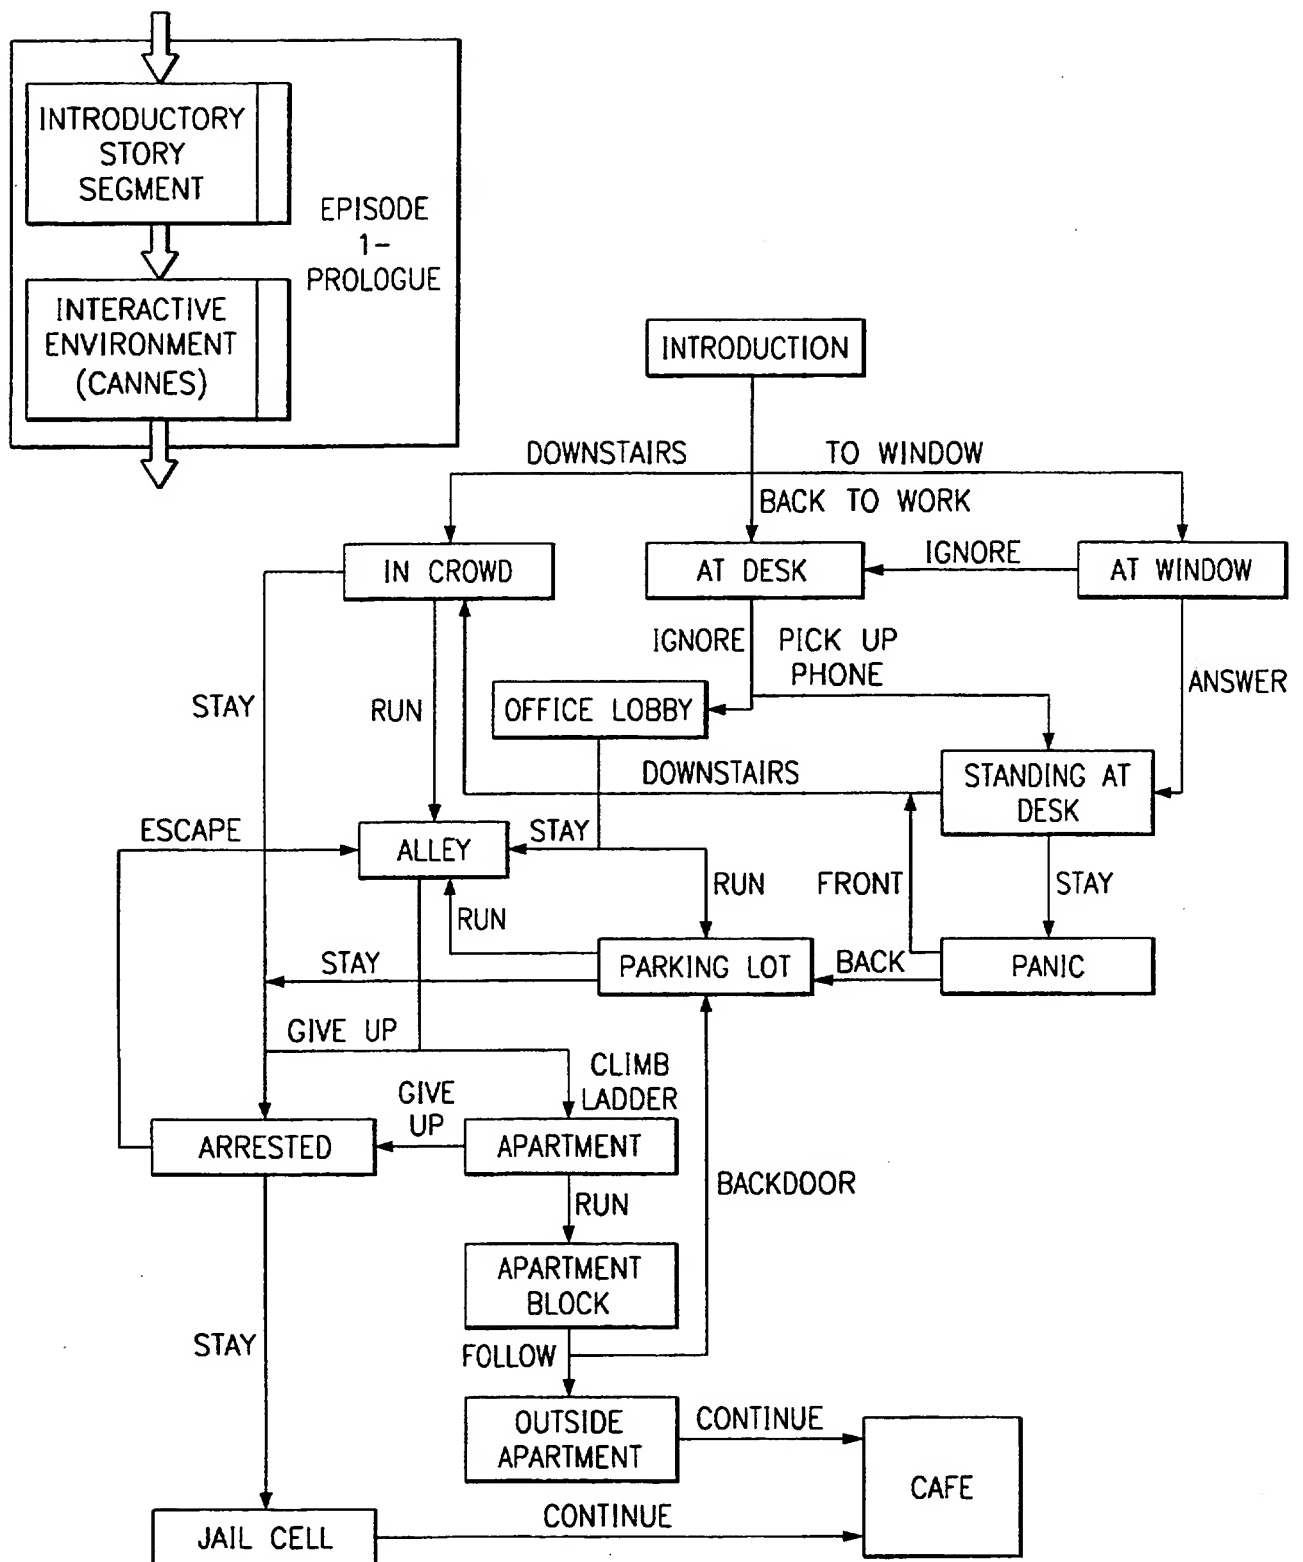 INTRODUCTORY
STORY
SEGMENT
EPISODE
1-
PROLOGUE
INTERACTIVE
ENVIRONMENT
(CANNES)
INTRODUCTION
DOWNSTAIRS
TO WINDOW
BACK TO WORK
IN CROWD
AT DESK
IGNORE
AT WINDOW
IGNORE
PICK UP
PHONE
STAY
RUN
OFFICE LOBBY
ANSWER
DOWNSTAIRS
STANDING AT
DESK
ESCAPE
ALLEY
STAY
RUN
FRONT
STAY
RUN
STAY
PARKING LOT
BACK
PANIC
GIVE UP
CLIMB
LADDER
GIVE
UP
ARRESTED
APARTMENT
BACKDOOR
RUN
APARTMENT
BLOCK
STAY
FOLLOW
OUTSIDE
APARTMENT
CONTINUE
CAFE
JAIL CELL
CONTINUE